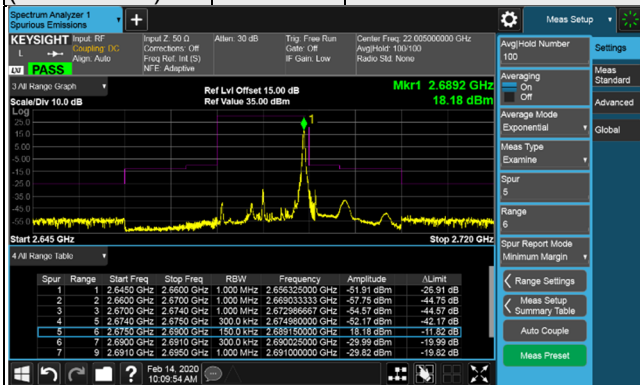 Spectrum Analyzer 1
Spurious Emissions
Meas Setup
KEYSIGHT
Input: RF
Coupling: DC
Align: Auto
Input Z: 50 Ω
Corrections: Off
Freq Ref: Int (S)
NFE: Adaptive
Atten: 30 dB
Trig: Free Run
Gate: Off
IF Gain: Low
Center Freq: 22.005000000 GHz
Avg|Hold: 100/100
Radio Std: None
L
LXI
PASS
3 All Range Graph
Scale/Div 10.0 dB
Ref Lvl Offset 15.00 dB
Ref Value 35.00 dBm
Mkr1 2.6892 GHz
18.18 dBm
Log
25.0
15.0
5.00
-5.00
-15.0
-25.0
-35.0
-45.0
-55.0
1
Start 2.645 GHz
Stop 2.720 GHz
4 All Range Table
Spur Range Start Freq Stop Freq RBW Frequency Amplitude ΔLimit
1 1 2.6450 GHz 2.6600 GHz 1.000 MHz 2.656325000 GHz -51.91 dBm -26.91 dB
2 2 2.6600 GHz 2.6700 GHz 1.000 MHz 2.669033333 GHz -57.75 dBm -44.75 dB
3 3 2.6700 GHz 2.6740 GHz 1.000 MHz 2.672986667 GHz -54.57 dBm -44.57 dB
4 5 2.6740 GHz 2.6750 GHz 300.0 kHz 2.674980000 GHz -52.17 dBm -42.17 dB
5 6 2.6750 GHz 2.6900 GHz 150.0 kHz 2.689150000 GHz 18.18 dBm -11.82 dB
6 7 2.6900 GHz 2.6910 GHz 300.0 kHz 2.690025000 GHz -29.99 dBm -19.99 dB
7 9 2.6910 GHz 2.6950 GHz 1.000 MHz 2.691000000 GHz -29.82 dBm -19.82 dB
Avg|Hold Number
100
Averaging
On
Off
Average Mode
Exponential
Meas Type
Examine
Spur
5
Range
6
Spur Report Mode
Minimum Margin
Range Settings
Meas Setup
Summary Table
Auto Couple
Meas Preset
Settings
Meas
Standard
Advanced
Global
?
Feb 14, 2020
10:09:54 AM